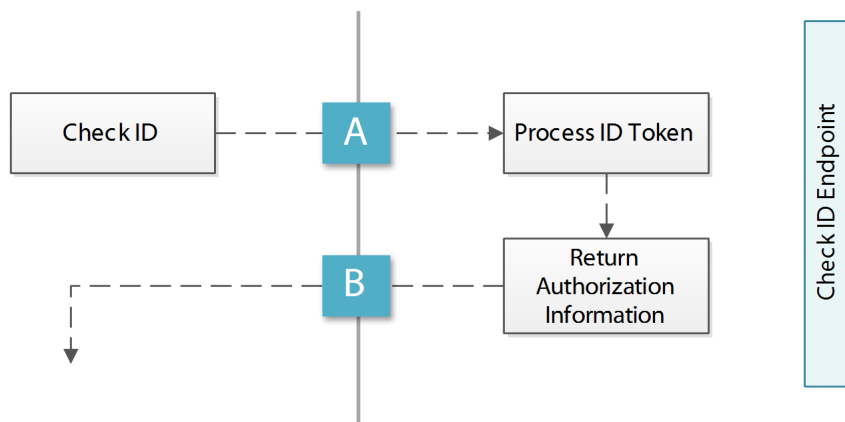 Check ID
A
Process ID Token
B
Return
Authorization
Information
Check ID Endpoint